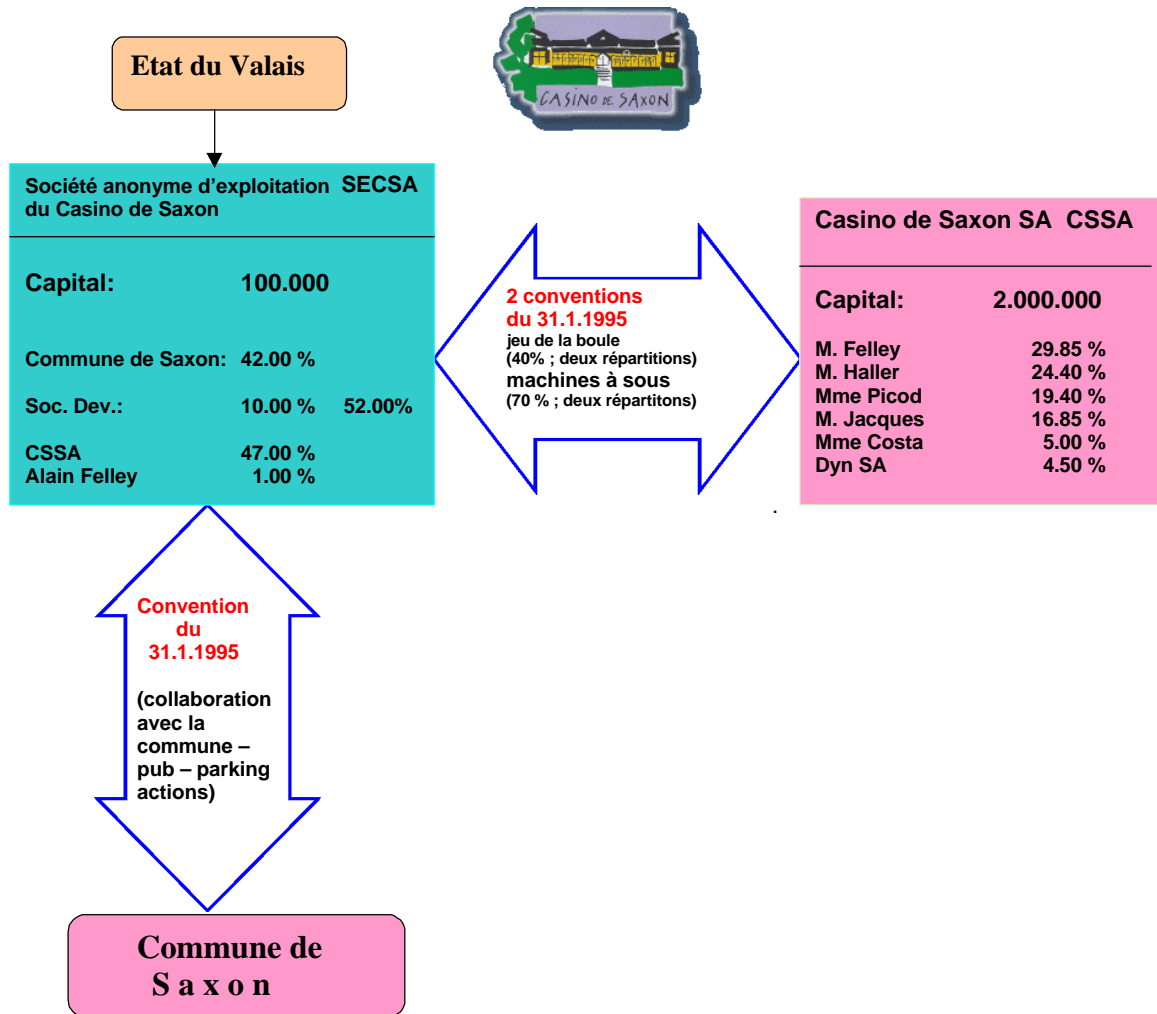 Etat du Valais
CASINO DE SAXON
Société anonyme d'exploitation SECSA
du Casino de Saxon
Capital: 100.000
Commune de Saxon: 42.00 %
Soc. Dev.: 10.00 % 52.00%
CSSA 47.00 %
Alain Felley 1.00 %
2 conventions
du 31.1.1995
jeu de la boule
(40% ; deux répartitions)
machines à sous
(70 % ; deux répartitons)
Casino de Saxon SA CSSA
Capital: 2.000.000
M. Felley 29.85 %
M. Haller 24.40 %
Mme Picod 19.40 %
M. Jacques 16.85 %
Mme Costa 5.00 %
Dyn SA 4.50 %
.
Convention
du
31.1.1995
(collaboration
avec la
commune –
pub – parking
actions)
Commune de
S a x o n